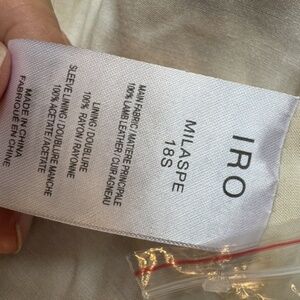 IRO
MILASPE
18S
MAIN FABRIC/MATIERE PRINCIPALE
100% LAMB LEATHER/CUIR AGNEAU
LINING/DOUBLURE
100% RAYON/RAYONNE
SLEEVE LINING/DOUBLURE MANCHE
100% ACETATE/ACETATE
MADE IN CHINA
FABRIQUÉ EN CHINE